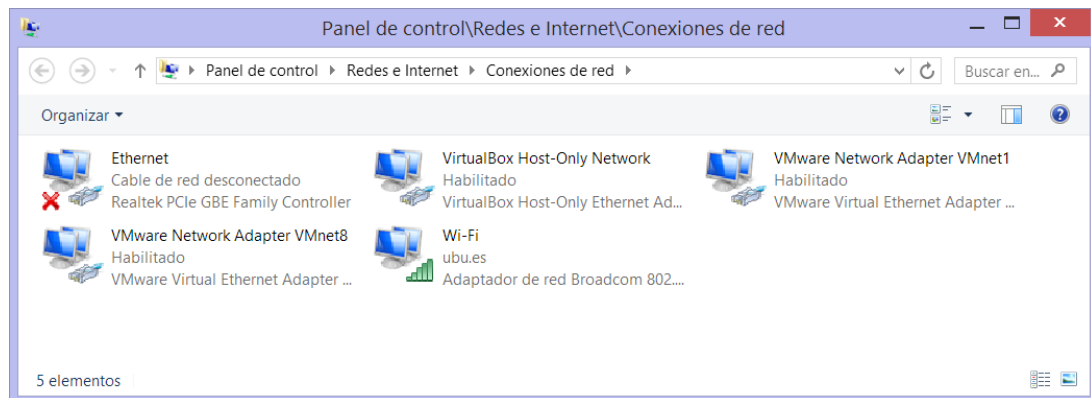 Panel de control\Redes e Internet\Conexiones de red
Panel de control Redes e Internet Conexiones de red
Buscar en...
Organizar
Ethernet
Cable de red desconectado
Realtek PCIe GBE Family Controller
VirtualBox Host-Only Network
Habilitado
VirtualBox Host-Only Ethernet Ad...
VMware Network Adapter VMnet1
Habilitado
VMware Virtual Ethernet Adapter ...
VMware Network Adapter VMnet8
Habilitado
VMware Virtual Ethernet Adapter ...
Wi-Fi
ubu.es
Adaptador de red Broadcom 802....
5 elementos